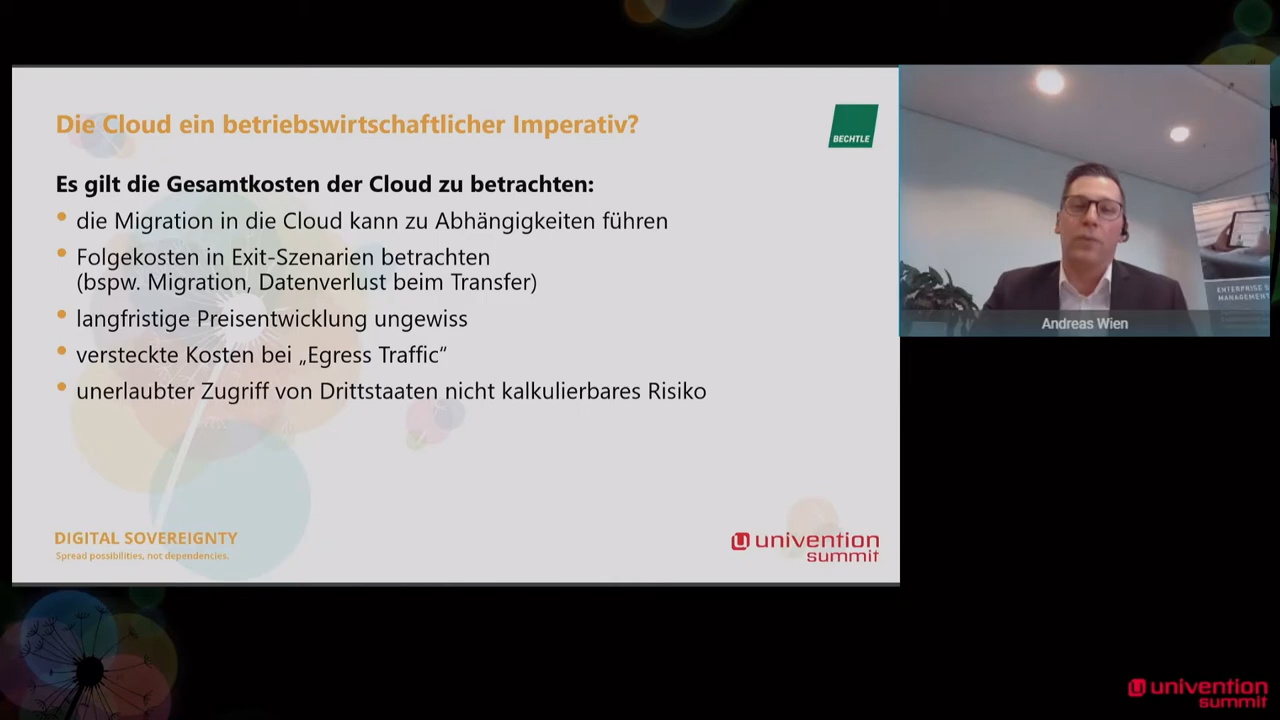 Die Cloud ein betriebswirtschaftlicher Imperativ?
BECHTLE
Es gilt die Gesamtkosten der Cloud zu betrachten:
• die Migration in die Cloud kann zu Abhängigkeiten führen
• Folgekosten in Exit-Szenarien betrachten
(bspw. Migration, Datenverlust beim Transfer)
• langfristige Preisentwicklung ungewiss
• versteckte Kosten bei „Egress Traffic“
• unerlaubter Zugriff von Drittstaaten nicht kalkulierbares Risiko
DIGITAL SOVEREIGNTY
Spread possibilities, not dependencies.
univention
summit
ENTERPRISE
MANAGEMENT
Andreas Wien
univention
summit